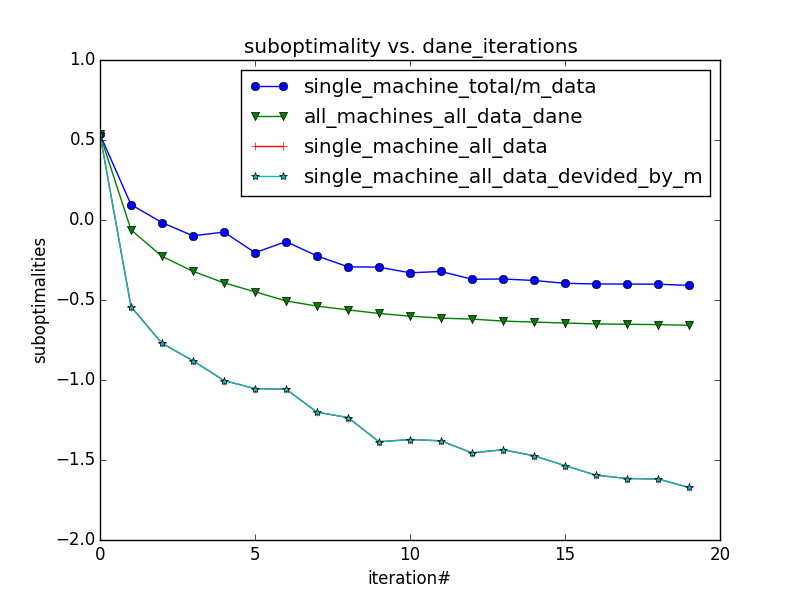 suboptimality vs. dane_iterations
single_machine_total/m_data
all_machines_all_data_dane
single_machine_all_data
single_machine_all_data_devided_by_m
suboptimalities
1.0
0.5
0.0
−0.5
−1.0
−1.5
−2.0
0 5 10 15 20
iteration#